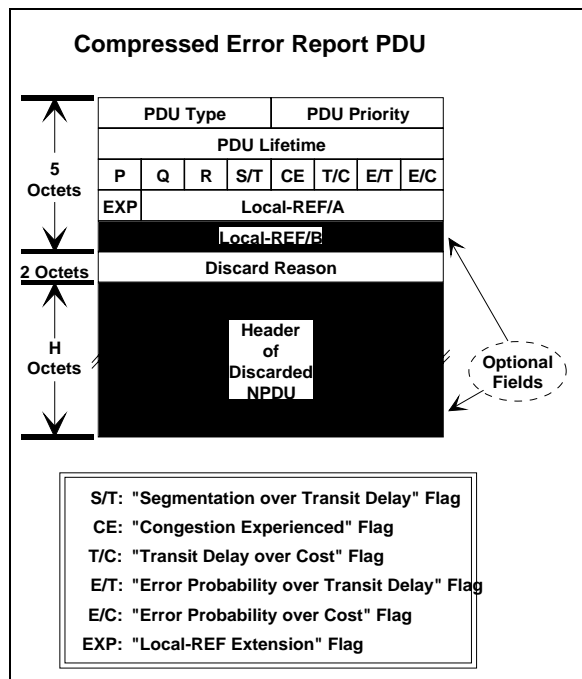 Compressed Error Report PDU
PDU Type PDU Priority
PDU Lifetime
5 Octets
P Q R S/T CE T/C E/T E/C
EXP Local-REF/A
Local-REF/B
2 Octets
Discard Reason
H Octets
Header
of
Discarded
NPDU
Optional
Fields
S/T: "Segmentation over Transit Delay" Flag
CE: "Congestion Experienced" Flag
T/C: "Transit Delay over Cost" Flag
E/T: "Error Probability over Transit Delay" Flag
E/C: "Error Probability over Cost" Flag
EXP: "Local-REF Extension" Flag